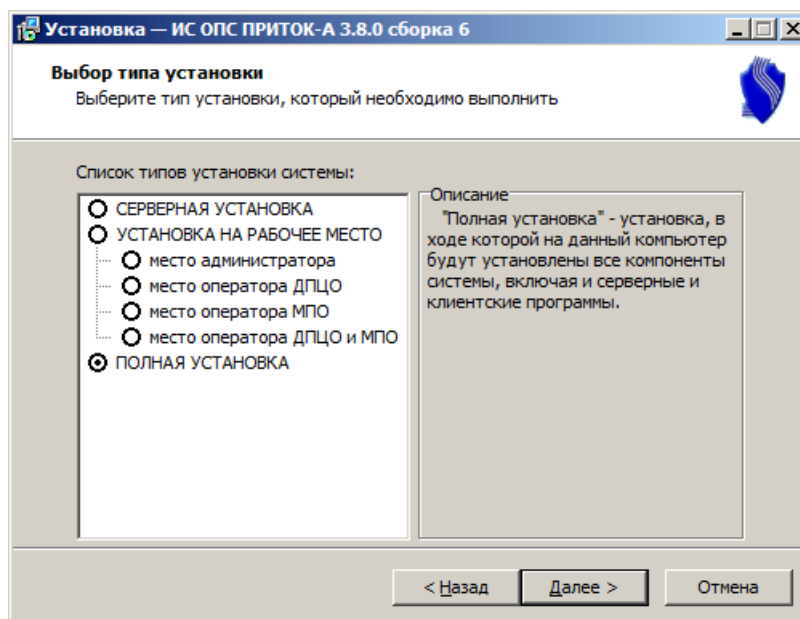 Установка — ИС ОПС ПРИТОК-А 3.8.0 сборка 6
Выбор типа установки
Выберите тип установки, который необходимо выполнить
Список типов установки системы:
СЕРВЕРНАЯ УСТАНОВКА
УСТАНОВКА НА РАБОЧЕЕ МЕСТО
место администратора
место оператора ДПЦО
место оператора МПО
место оператора ДПЦО и МПО
ПОЛНАЯ УСТАНОВКА
Описание
"Полная установка" - установка, в
ходе которой на данный компьютер
будут установлены все компоненты
системы, включая и серверные и
клиентские программы.
< Назад
Далее >
Отмена